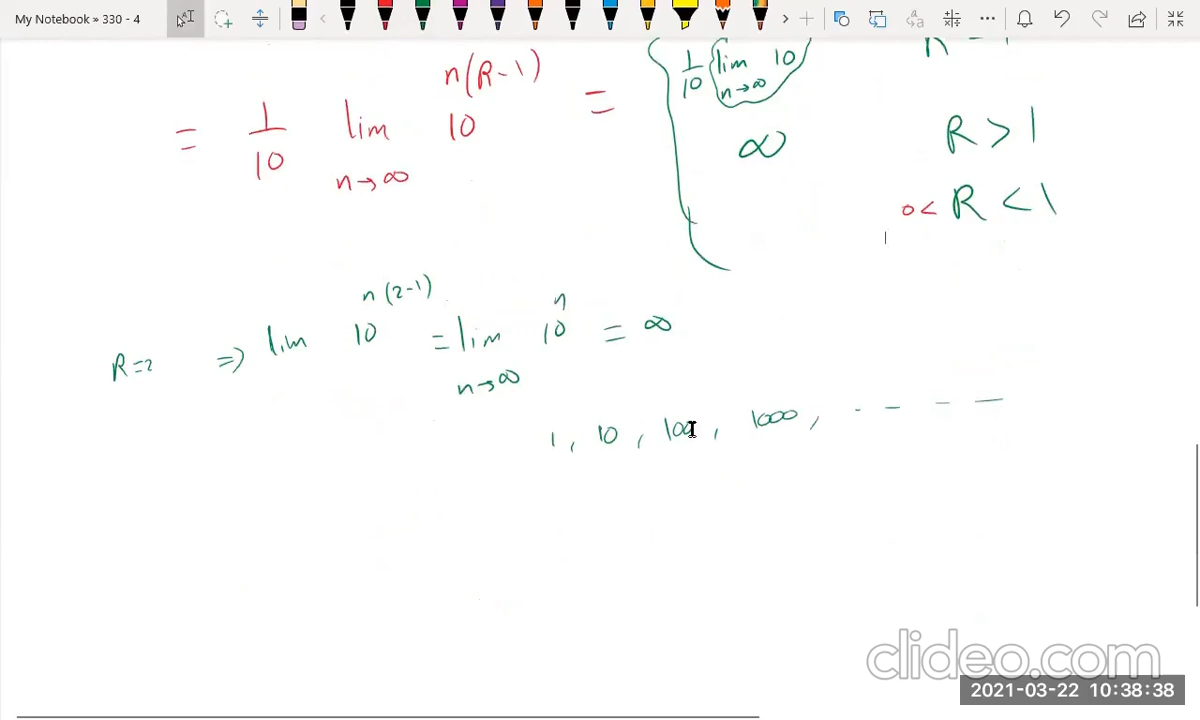 My Notebook » 330 - 4
= 1/10 lim n→∞ 10^n(R-1) = { 1/10 lim n→∞ 10
∞ R > 1
0 < R < 1
R=2 => lim 10^n(2-1) = lim n→∞ 10^n = ∞
1, 10, 100, 1000, - - - -
clideo.com
2021-03-22 10:38:38